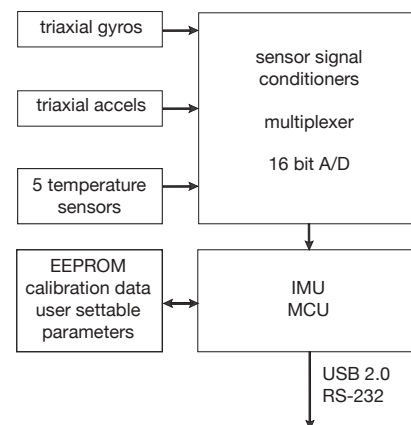 triaxial gyros
triaxial accels
5 temperature
sensors
sensor signal
conditioners
multiplexer
16 bit A/D
EEPROM
calibration data
user settable
parameters
IMU
MCU
USB 2.0
RS-232